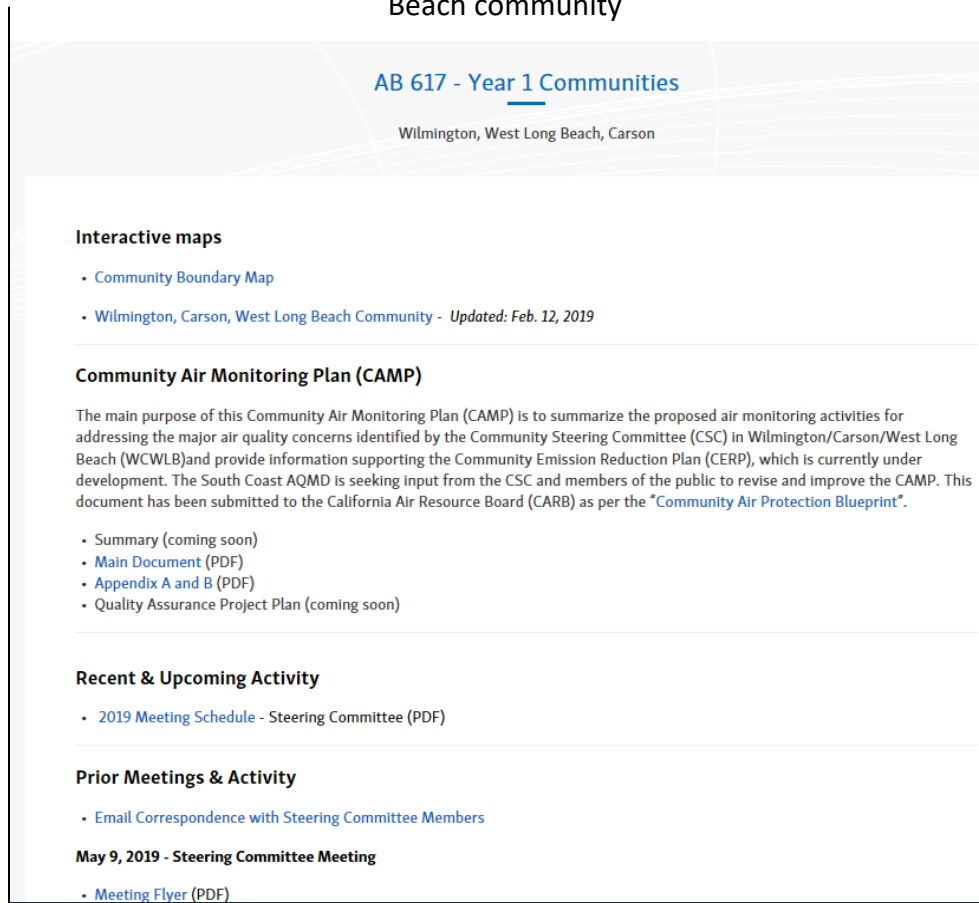 Beach community
AB 617 - Year 1 Communities
Wilmington, West Long Beach, Carson
Interactive maps
• Community Boundary Map
• Wilmington, Carson, West Long Beach Community - Updated: Feb. 12, 2019
Community Air Monitoring Plan (CAMP)
The main purpose of this Community Air Monitoring Plan (CAMP) is to summarize the proposed air monitoring activities for
addressing the major air quality concerns identified by the Community Steering Committee (CSC) in Wilmington/Carson/West Long
Beach (WCWLB)and provide information supporting the Community Emission Reduction Plan (CERP), which is currently under
development. The South Coast AQMD is seeking input from the CSC and members of the public to revise and improve the CAMP. This
document has been submitted to the California Air Resource Board (CARB) as per the “Community Air Protection Blueprint”.
• Summary (coming soon)
• Main Document (PDF)
• Appendix A and B (PDF)
• Quality Assurance Project Plan (coming soon)
Recent & Upcoming Activity
• 2019 Meeting Schedule - Steering Committee (PDF)
Prior Meetings & Activity
• Email Correspondence with Steering Committee Members
May 9, 2019 - Steering Committee Meeting
• Meeting Flyer (PDF)